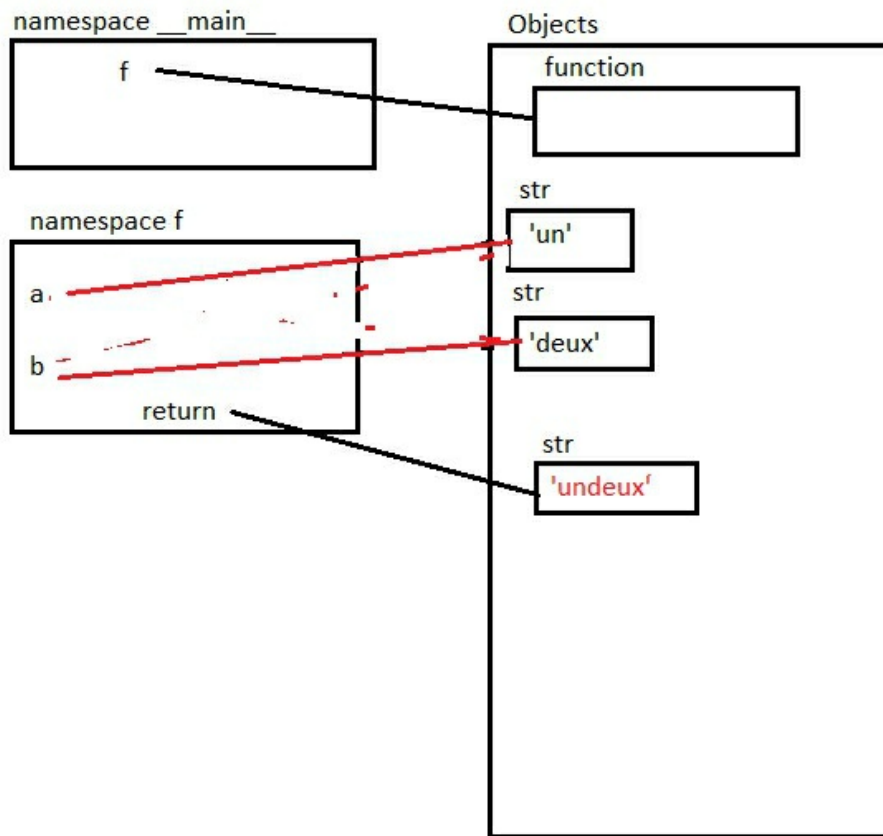 namespace __main__
f
Objects
function
str
'un'
namespace f
a
str
'deux'
b
return
str
'undeux'